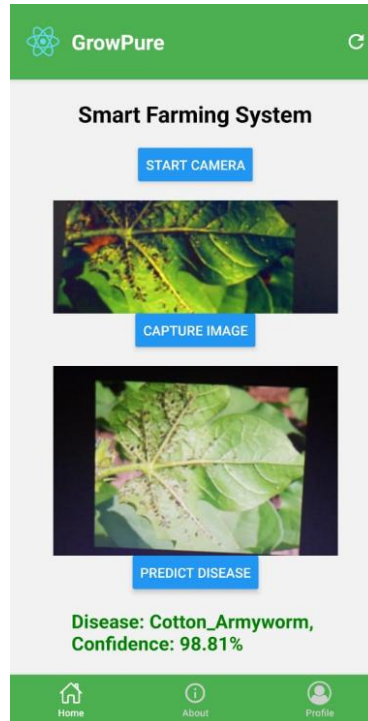 GrowPure
Smart Farming System
START CAMERA
CAPTURE IMAGE
PREDICT DISEASE
Disease: Cotton_Armyworm,
Confidence: 98.81%
Home
About
Profile